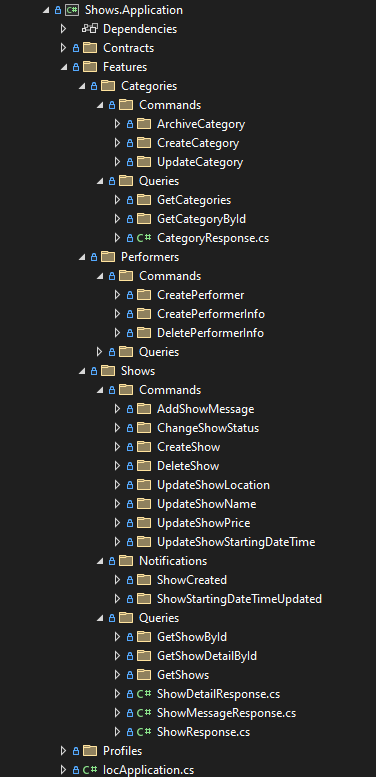 C# Shows.Application
Dependencies
Contracts
Features
Categories
Commands
ArchiveCategory
CreateCategory
UpdateCategory
Queries
GetCategories
GetCategoryById
C# CategoryResponse.cs
Performers
Commands
CreatePerformer
CreatePerformerInfo
DeletePerformerInfo
Queries
Shows
Commands
AddShowMessage
ChangeShowStatus
CreateShow
DeleteShow
UpdateShowLocation
UpdateShowName
UpdateShowPrice
UpdateShowStartingDateTime
Notifications
ShowCreated
ShowStartingDateTimeUpdated
Queries
GetShowById
GetShowDetailById
GetShows
C# ShowDetailResponse.cs
C# ShowMessageResponse.cs
C# ShowResponse.cs
Profiles
C# IocApplication.cs